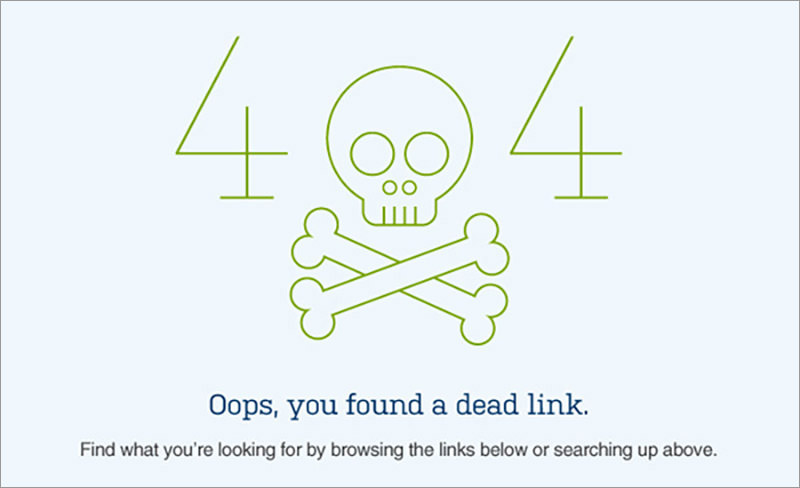 4 4
Oops, you found a dead link.
Find what you're looking for by browsing the links below or searching up above.